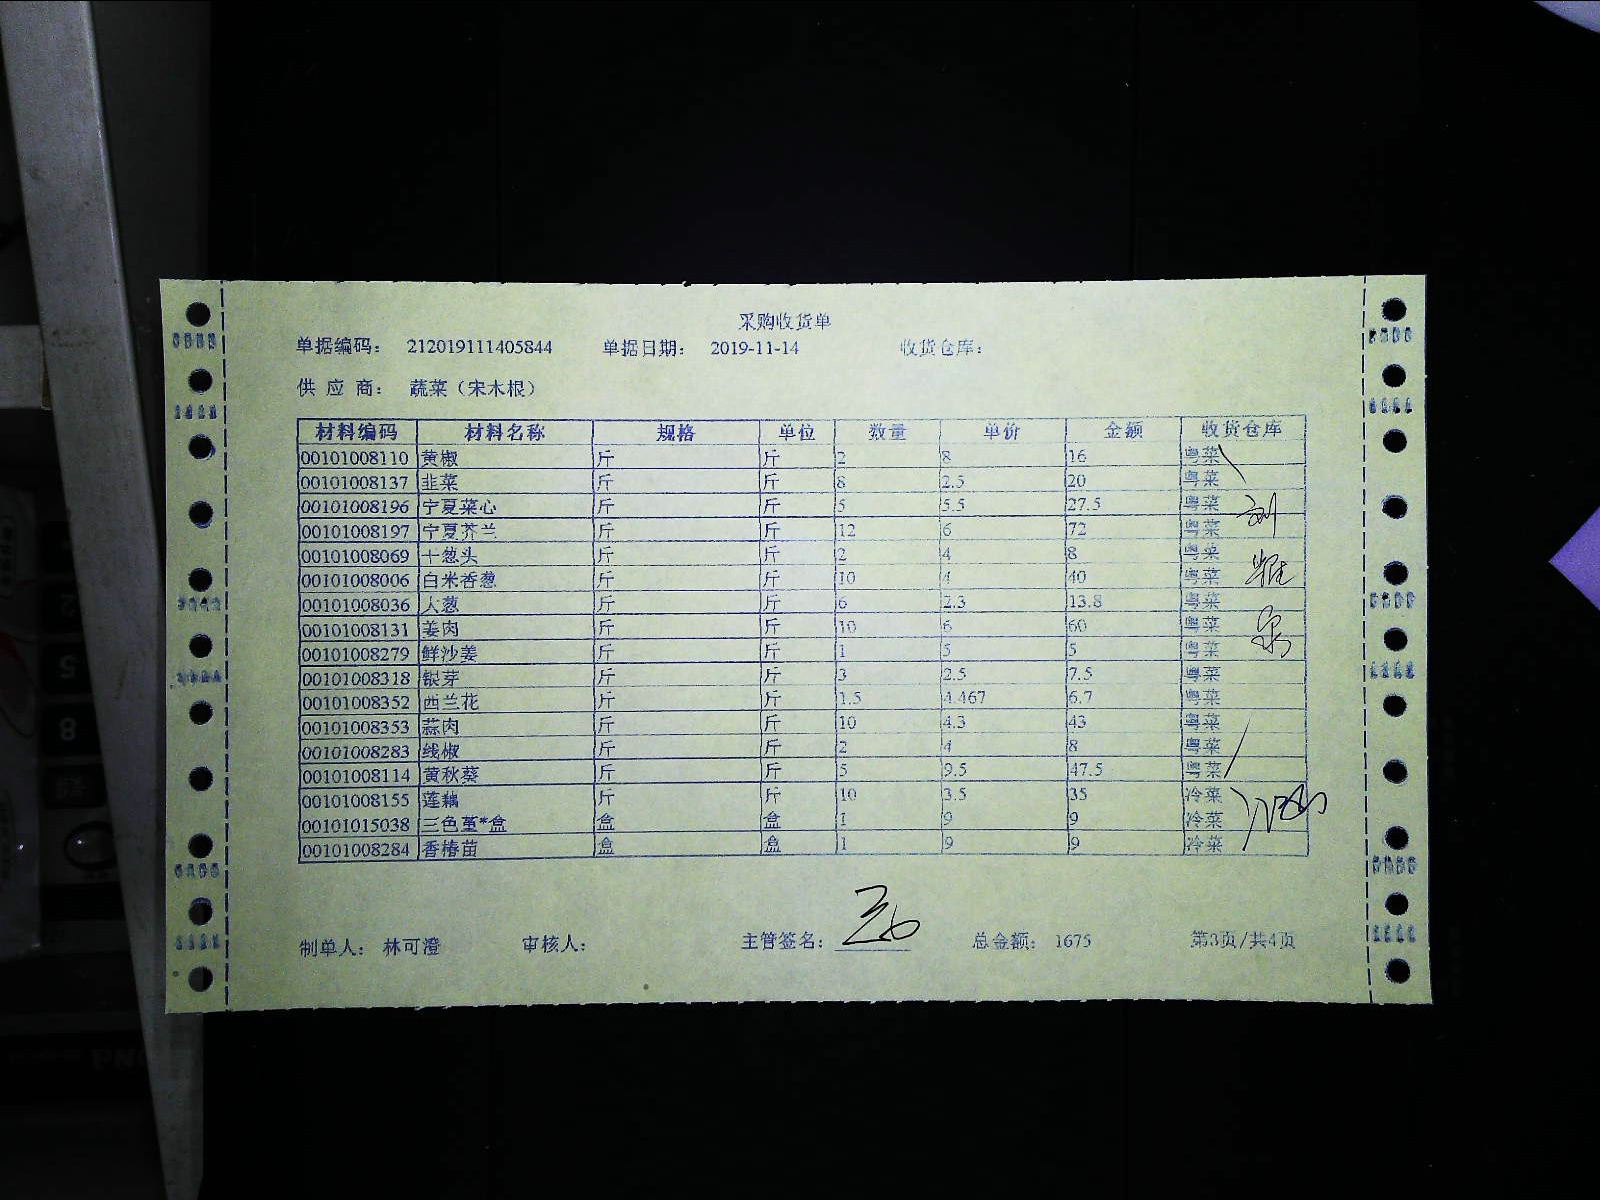 采购收货单
单据编码： 212019111405844 单据日期： 2019-11-14 收货仓库：
供 应 商： 蔬菜（宋木根）
材料编码 材料名称 规格 单位 数量 单价 金额 收货仓库
00101008110 黄椒 斤 斤 2 8 16 粤菜
00101008137 韭菜 斤 斤 8 2.5 20 粤菜
00101008196 宁夏菜心 斤 斤 5 5.5 27.5 粤菜
00101008197 宁夏芥兰 斤 斤 12 6 72 粤菜
00101008069 干葱头 斤 斤 2 4 8 粤菜
00101008006 白米香葱 斤 斤 10 4 40 粤菜
00101008036 大葱 斤 斤 6 2.3 13.8 粤菜
00101008131 姜肉 斤 斤 10 6 60 粤菜
00101008279 鲜沙姜 斤 斤 1 5 5 粤菜
00101008318 银芽 斤 斤 3 2.5 7.5 粤菜
00101008352 西兰花 斤 斤 1.5 4.467 6.7 粤菜
00101008353 蒜肉 斤 斤 10 4.3 43 粤菜
00101008283 线椒 斤 斤 2 4 8 粤菜
00101008114 黄秋葵 斤 斤 5 9.5 47.5 粤菜
00101008155 莲藕 斤 斤 10 3.5 35 冷菜
00101015038 三色堇*盒 盒 盒 1 9 9 冷菜
00101008284 香椿苗 盒 盒 1 9 9 冷菜
制单人： 林可澄 审核人： 主管签名： 总金额： 1675 第3页/共4页